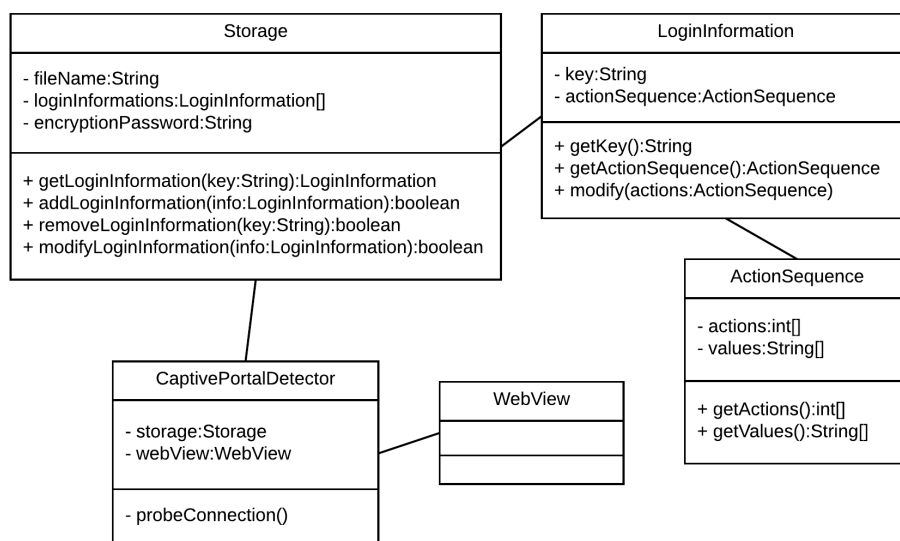 Storage
- fileName:String
- loginInformations:LoginInformation[]
- encryptionPassword:String
+ getLoginInformation(key:String):LoginInformation
+ addLoginInformation(info:LoginInformation):boolean
+ removeLoginInformation(key:String):boolean
+ modifyLoginInformation(info:LoginInformation):boolean
LoginInformation
- key:String
- actionSequence:ActionSequence
+ getKey():String
+ getActionSequence():ActionSequence
+ modify(actions:ActionSequence)
ActionSequence
- actions:int[]
- values:String[]
+ getActions():int[]
+ getValues():String[]
CaptivePortalDetector
- storage:Storage
- webView:WebView
- probeConnection()
WebView